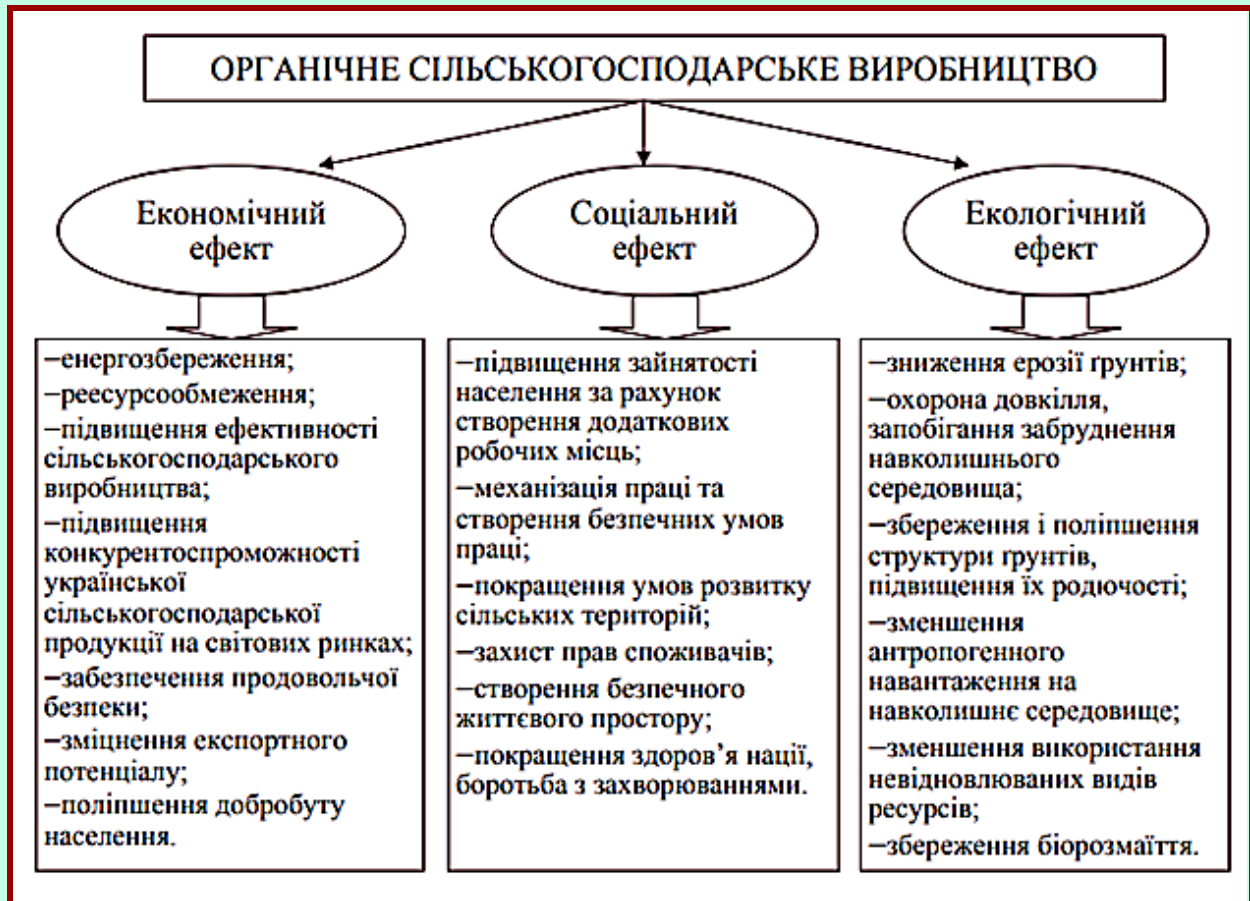 ОРГАНІЧНЕ СІЛЬСЬКОГОСПОДАРСЬКЕ ВИРОБНИЦТВО
Економічний
ефект
Соціальний
ефект
Екологічний
ефект
–енергозбереження;
–реесурсообмеження;
–підвищення ефективності
сільськогосподарського
виробництва;
–підвищення
конкурентоспроможності
української
сільськогосподарської
продукції на світових ринках;
–забезпечення продовольчої
безпеки;
–зміцнення експортного
потенціалу;
–поліпшення добробуту
населення.
–підвищення зайнятості
населення за рахунок
створення додаткових
робочих місць;
–механізація праці та
створення безпечних умов
праці;
–покращення умов розвитку
сільських територій;
–захист прав споживачів;
–створення безпечного
життєвого простору;
–покращення здоров’я нації,
боротьба з захворюваннями.
–зниження ерозії ґрунтів;
–охорона довкілля,
запобігання забруднення
навколишнього
середовища;
–збереження і поліпшення
структури ґрунтів,
підвищення їх родючості;
–зменшення
антропогенного
навантаження на
навколишнє середовище;
–зменшення використання
невідновлюваних видів
ресурсів;
–збереження біорозмаїття.